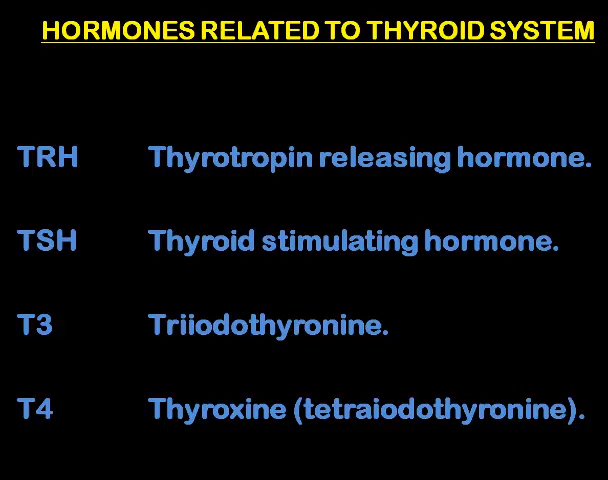 HORMONES RELATED TO THYROID SYSTEM
TRH Thyrotropin releasing hormone.
TSH Thyroid stimulating hormone.
T3 Triiodothyronine.
T4 Thyroxine (tetraiodothyronine).